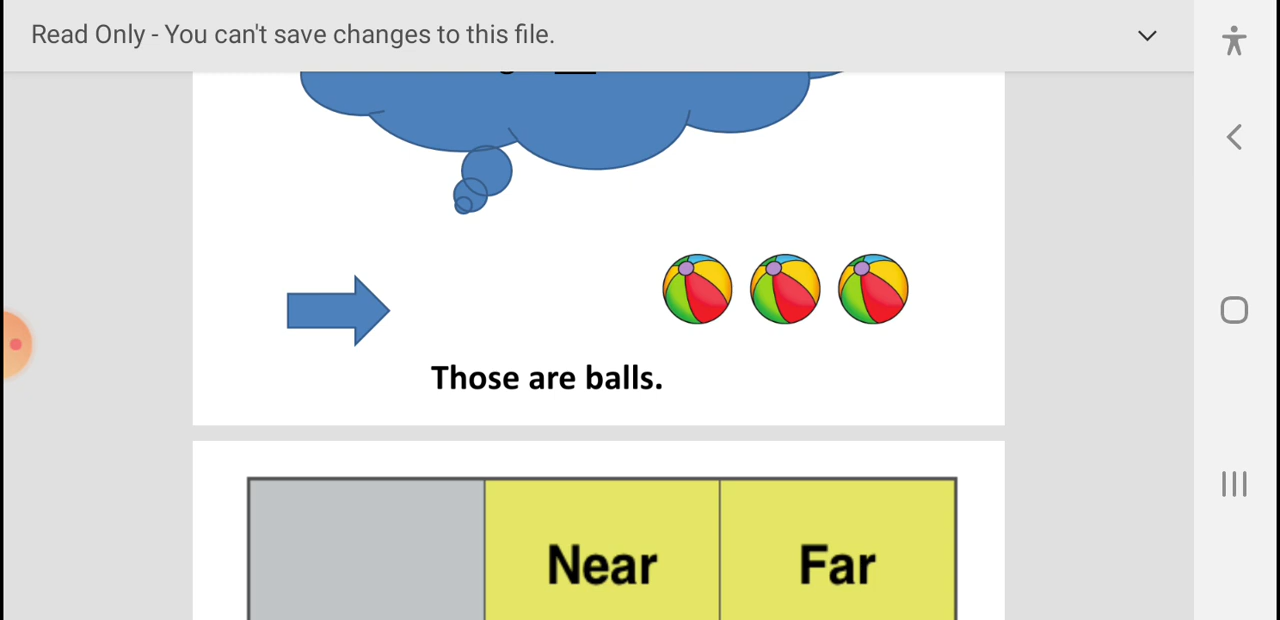 Read Only - You can't save changes to this file.
Those are balls.
Near
Far